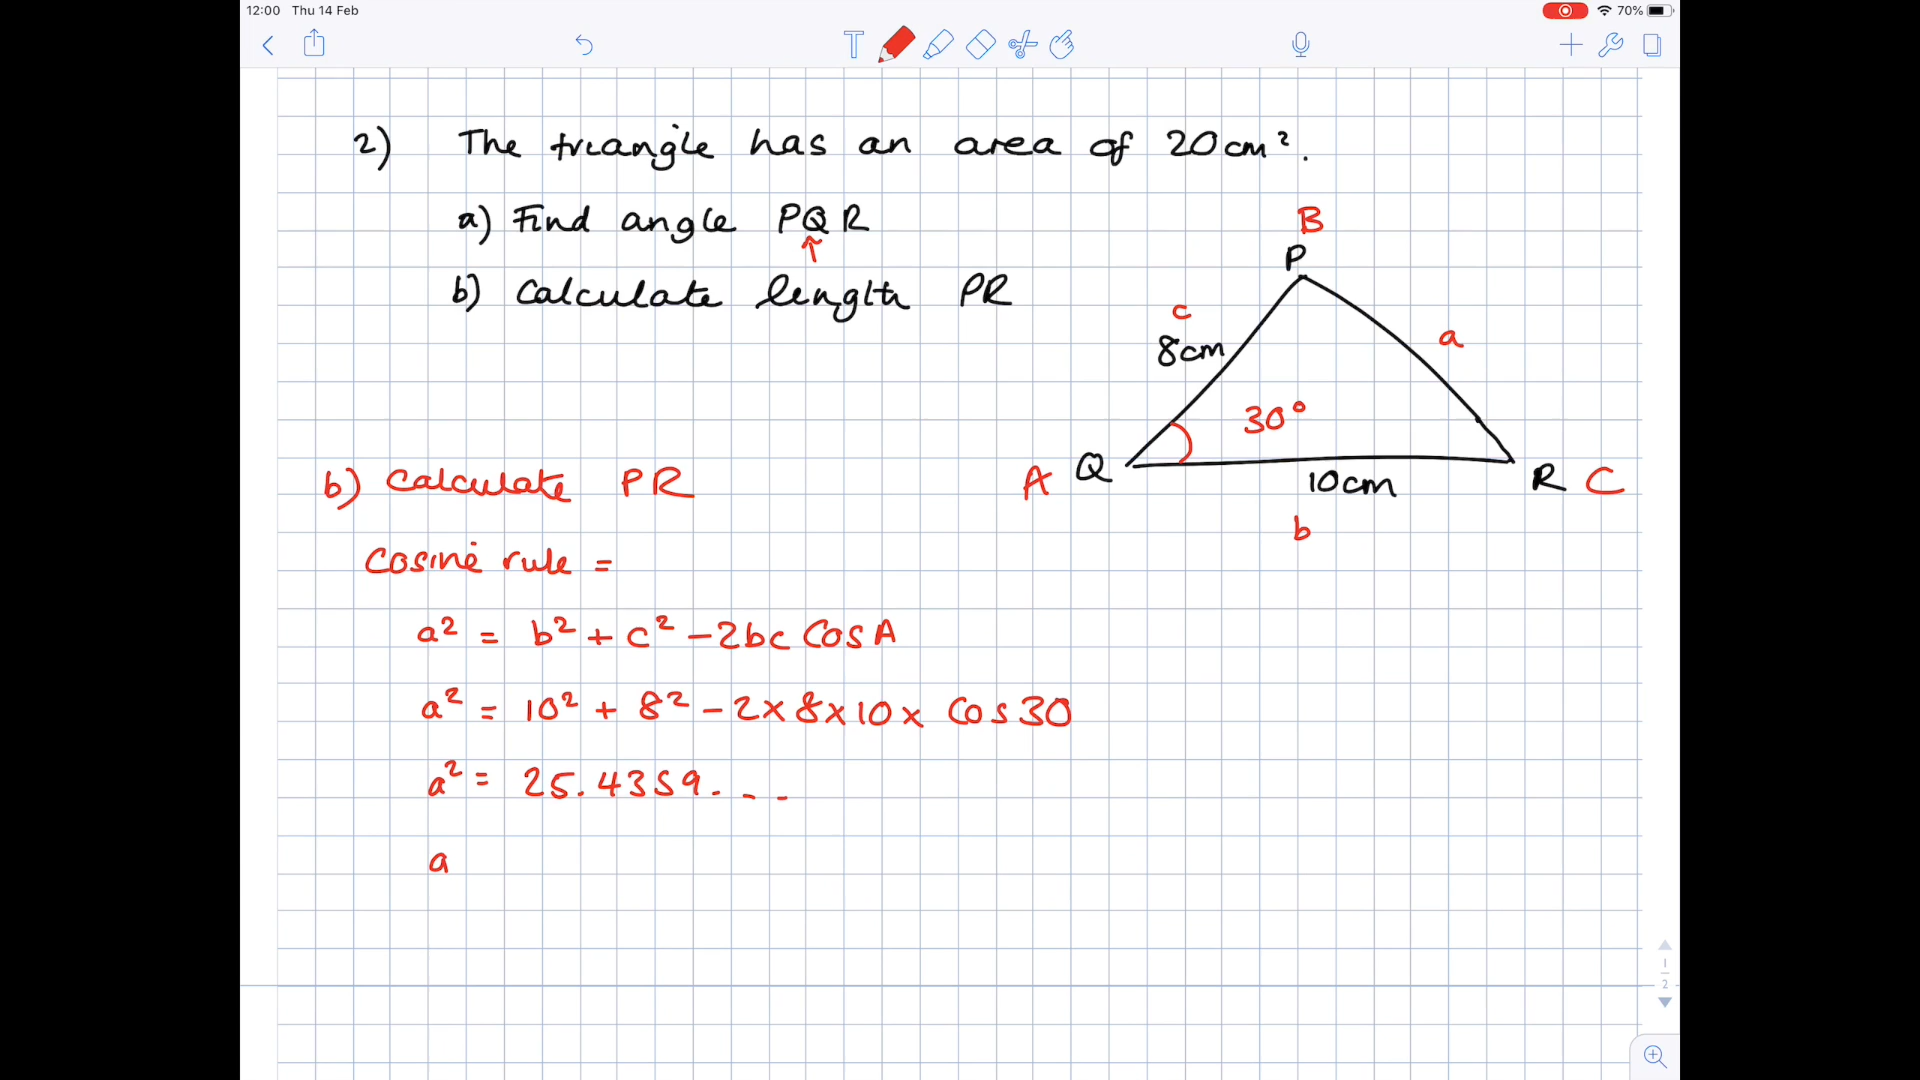 12:00 Thu 14 Feb
70%
T
2) The triangle has an area of 20cm².
a) Find angle PQR
b) Calculate length PR
B
P
c
8cm
a
30°
A Q
10cm
R C
b
b) Calculate PR
Cosine rule =
a² = b² + c² - 2bc Cos A
a² = 10² + 8² - 2 x 8 x 10 x Cos 30
a² = 25.4359. . .
a
1
2